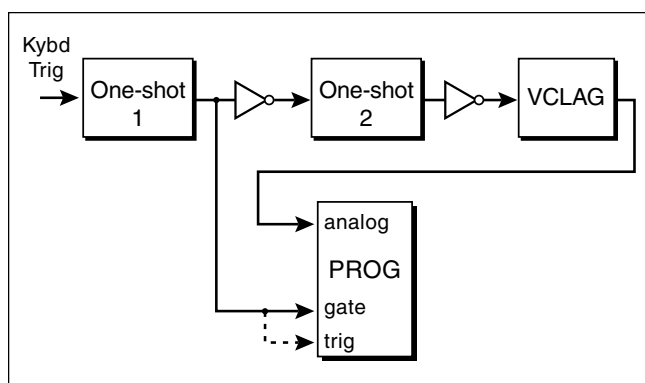 Kybd
Trig
One-shot
1
One-shot
2
VCLAG
analog
PROG
gate
trig